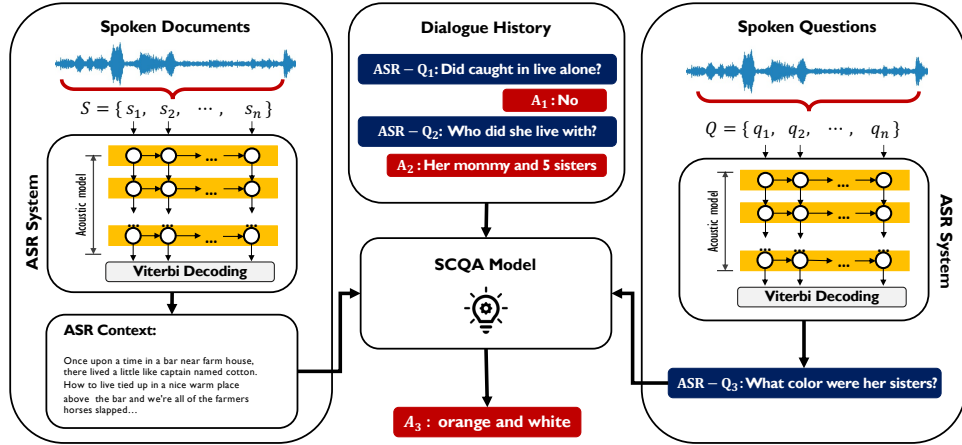 Spoken Documents
S = { s₁, s₂, ⋯ , sₙ }
ASR System
Acoustic model
...
...
...
...
Viterbi Decoding
ASR Context:
Once upon a time in a bar near farm house,
there lived a little like captain named cotton.
How to live tied up in a nice warm place
above the bar and we're all of the farmers
horses slapped...
Dialogue History
ASR – Q₁: Did caught in live alone?
A₁ : No
ASR – Q₂: Who did she live with?
A₂ : Her mommy and 5 sisters
SCQA Model
A₃ : orange and white
Spoken Questions
Q = { q₁, q₂, ⋯ , qₙ }
Acoustic model
...
...
...
...
ASR System
Viterbi Decoding
ASR – Q₃: What color were her sisters?